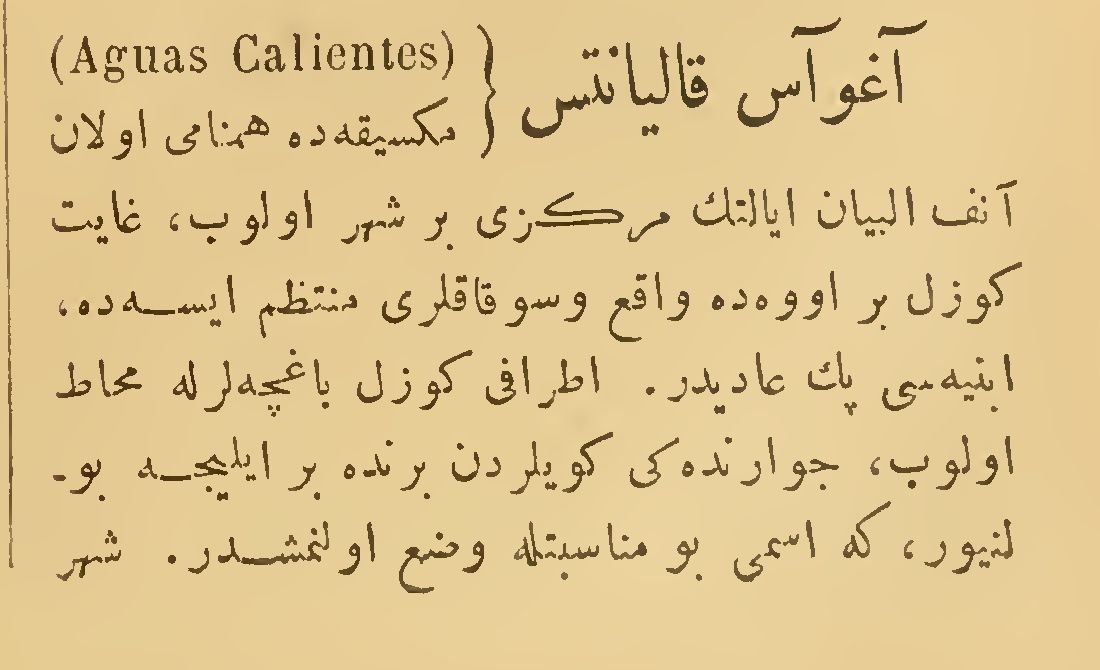 آغوآس قالیانتس } (Aguas Calientes)
مکسیقه‌ده همنامی اولان
آنف البیان ایالتك مرکزی بر شهر اولوب، غایت
کوزل بر اووه‌ده واقع وسوقاقلری منتظم ایسه‌ده،
ابنیه‌سی پك عادیدر. اطرافی کوزل باغچه‌لرله محاط
اولوب، جوارنده‌کی کویلردن برنده بر ایلیجه بو-
لنیور، که اسمی بو مناسبتله وضع اولنمشدر. شهر